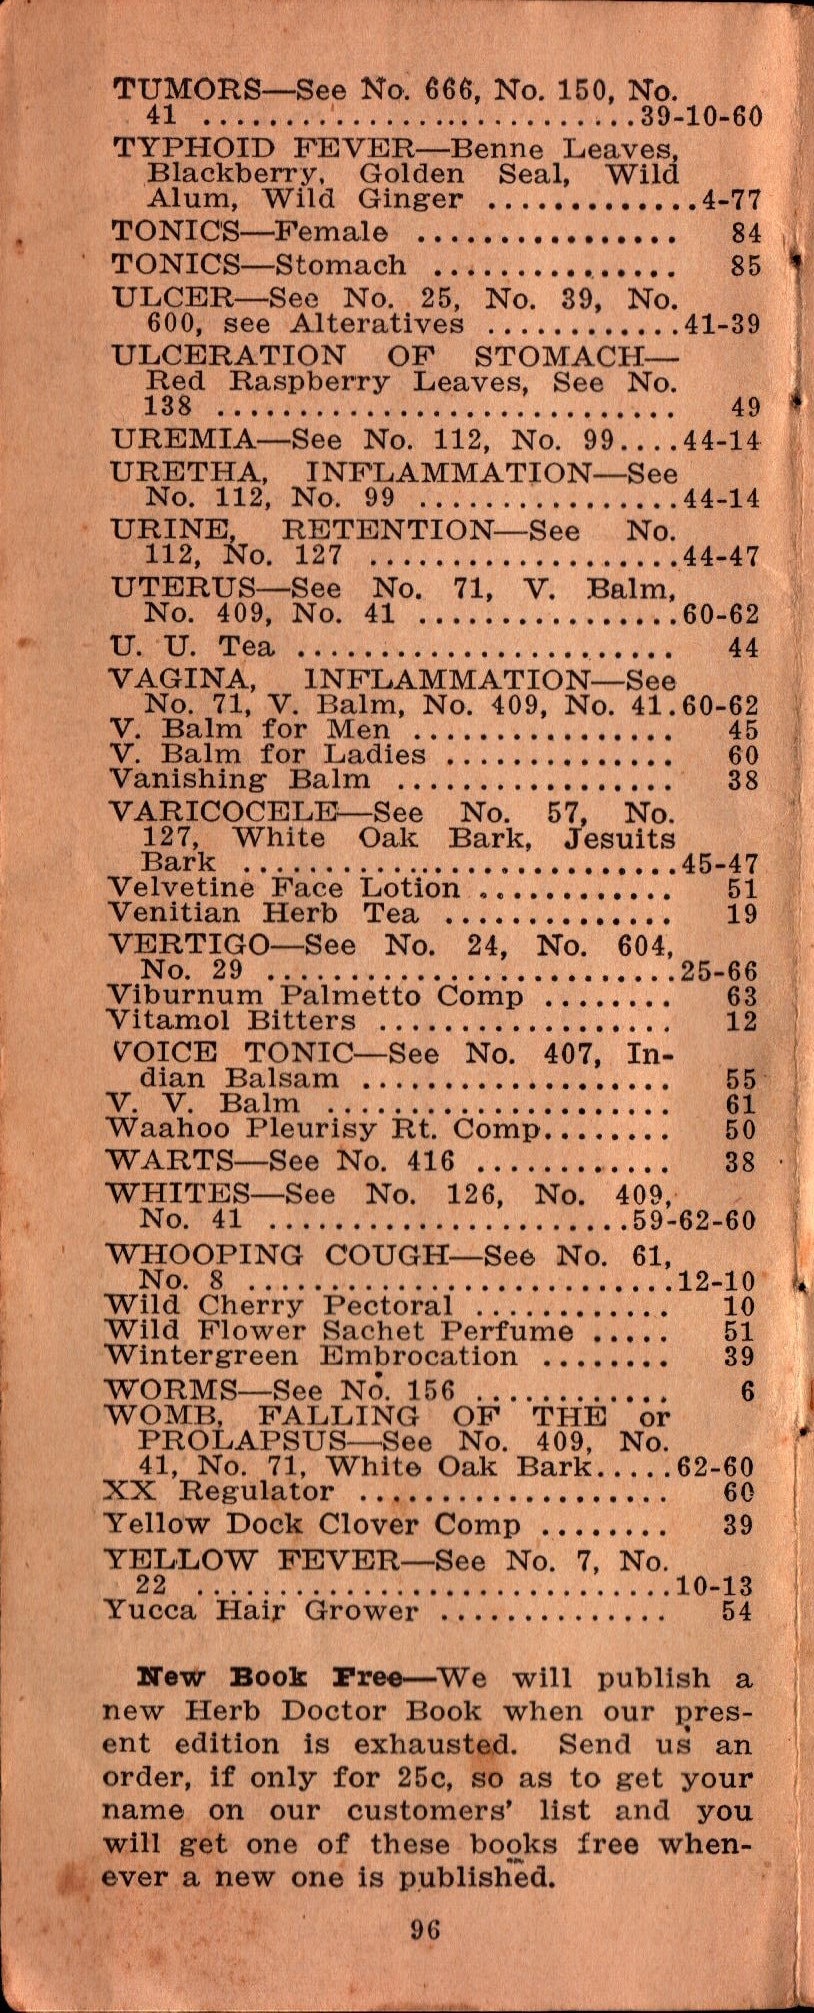 TUMORS—See No. 666, No. 150, No.
41 ............................39-10-60
TYPHOID FEVER—Benne Leaves,
Blackberry, Golden Seal, Wild
Alum, Wild Ginger .............4-77
TONICS—Female ................ 84
TONICS—Stomach ............... 85
ULCER—See No. 25, No. 39, No.
600, see Alteratives ............41-39
ULCERATION OF STOMACH—
Red Raspberry Leaves, See No.
138 ............................. 49
UREMIA—See No. 112, No. 99....44-14
URETHA, INFLAMMATION—See
No. 112, No. 99 .................44-14
URINE, RETENTION—See No.
112, No. 127 ....................44-47
UTERUS—See No. 71, V. Balm,
No. 409, No. 41 .................60-62
U. U. Tea ........................ 44
VAGINA, INFLAMMATION—See
No. 71, V. Balm, No. 409, No. 41.60-62
V. Balm for Men ................. 45
V. Balm for Ladies .............. 60
Vanishing Balm .................. 38
VARICOCELE—See No. 57, No.
127, White Oak Bark, Jesuits
Bark ............................45-47
Velvetine Face Lotion ............ 51
Venitian Herb Tea ............... 19
VERTIGO—See No. 24, No. 604,
No. 29 ..........................25-66
Viburnum Palmetto Comp ........ 63
Vitamol Bitters ................... 12
VOICE TONIC—See No. 407, In-
dian Balsam .................... 55
V. V. Balm ...................... 61
Waahoo Pleurisy Rt. Comp........ 50
WARTS—See No. 416 ............ 38
WHITES—See No. 126, No. 409,
No. 41 .......................59-62-60
WHOOPING COUGH—See No. 61,
No. 8 ...........................12-10
Wild Cherry Pectoral ............ 10
Wild Flower Sachet Perfume ..... 51
Wintergreen Embrocation ........ 39
WORMS—See No. 156 ............ 6
WOMB, FALLING OF THE or
PROLAPSUS—See No. 409, No.
41, No. 71, White Oak Bark.....62-60
XX Regulator ................... 60
Yellow Dock Clover Comp ........ 39
YELLOW FEVER—See No. 7, No.
22 ..............................10-13
Yucca Hair Grower .............. 54
New Book Free—We will publish a
new Herb Doctor Book when our pres-
ent edition is exhausted. Send us an
order, if only for 25c, so as to get your
name on our customers' list and you
will get one of these books free when-
ever a new one is published.
96